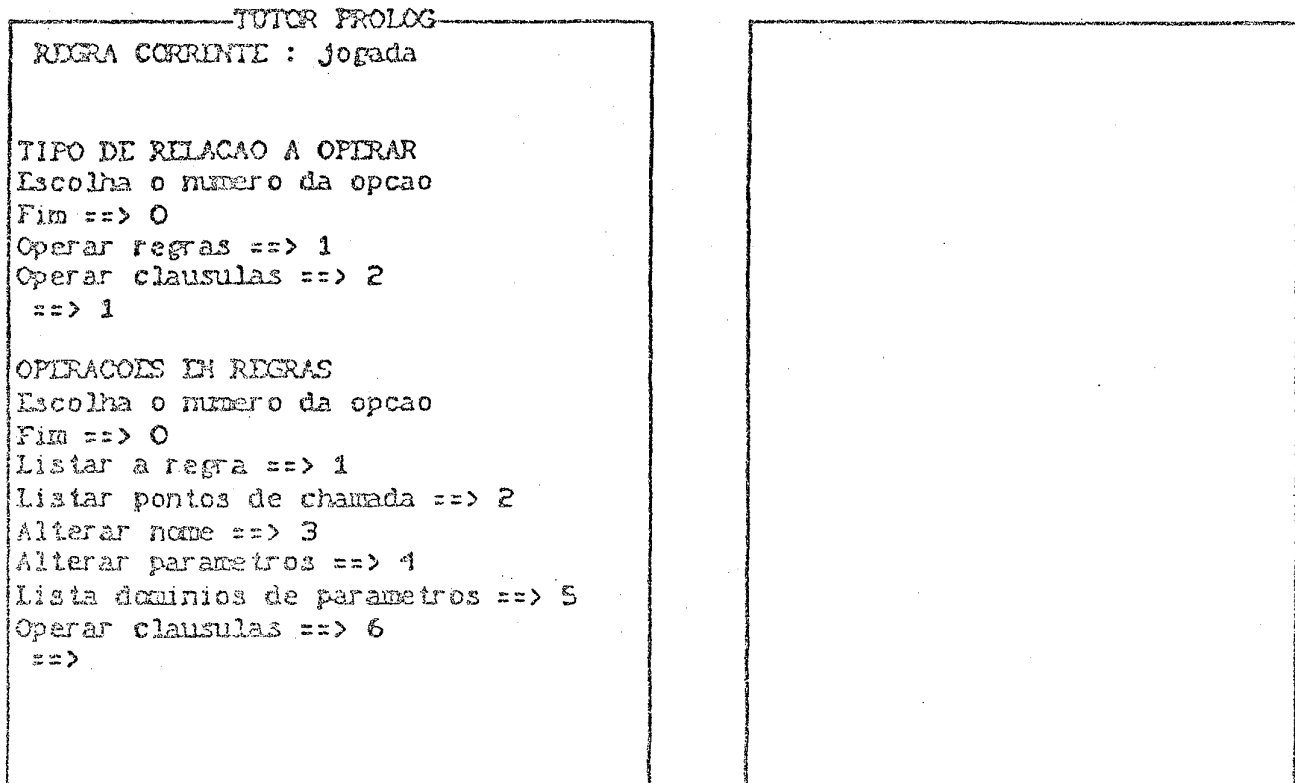 TUTOR PROLOG
REGRA CORRENTE : jogada
TIPO DE RELACAO A OPERAR
Escolha o numero da opcao
Fim ==> 0
Operar regras ==> 1
Operar clausulas ==> 2
==> 1
OPERACOES EM REGRAS
Escolha o numero da opcao
Fim ==> 0
Listar a regra ==> 1
Listar pontos de chamada ==> 2
Alterar nome ==> 3
Alterar parametros ==> 4
Lista dominios de parametros ==> 5
Operar clausulas ==> 6
==>